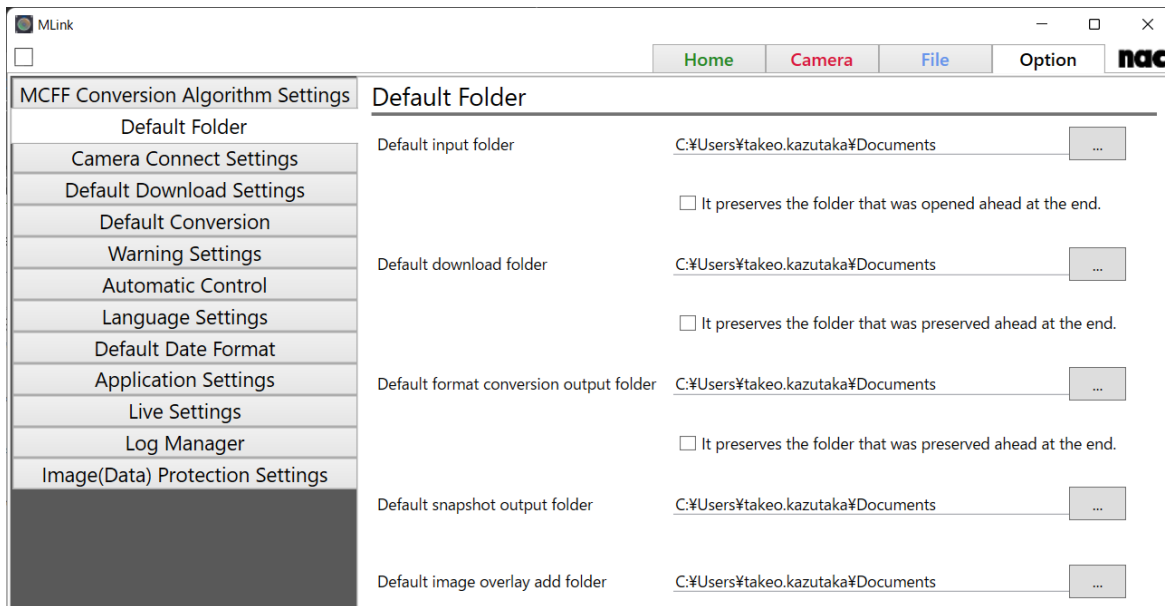 MLink
Home Camera File Option nac
MCFF Conversion Algorithm Settings
Default Folder
Camera Connect Settings
Default Download Settings
Default Conversion
Warning Settings
Automatic Control
Language Settings
Default Date Format
Application Settings
Live Settings
Log Manager
Image(Data) Protection Settings
Default Folder
Default input folder C:¥Users¥takeo.kazutaka¥Documents ...
It preserves the folder that was opened ahead at the end.
Default download folder C:¥Users¥takeo.kazutaka¥Documents ...
It preserves the folder that was preserved ahead at the end.
Default format conversion output folder C:¥Users¥takeo.kazutaka¥Documents ...
It preserves the folder that was preserved ahead at the end.
Default snapshot output folder C:¥Users¥takeo.kazutaka¥Documents ...
Default image overlay add folder C:¥Users¥takeo.kazutaka¥Documents ...